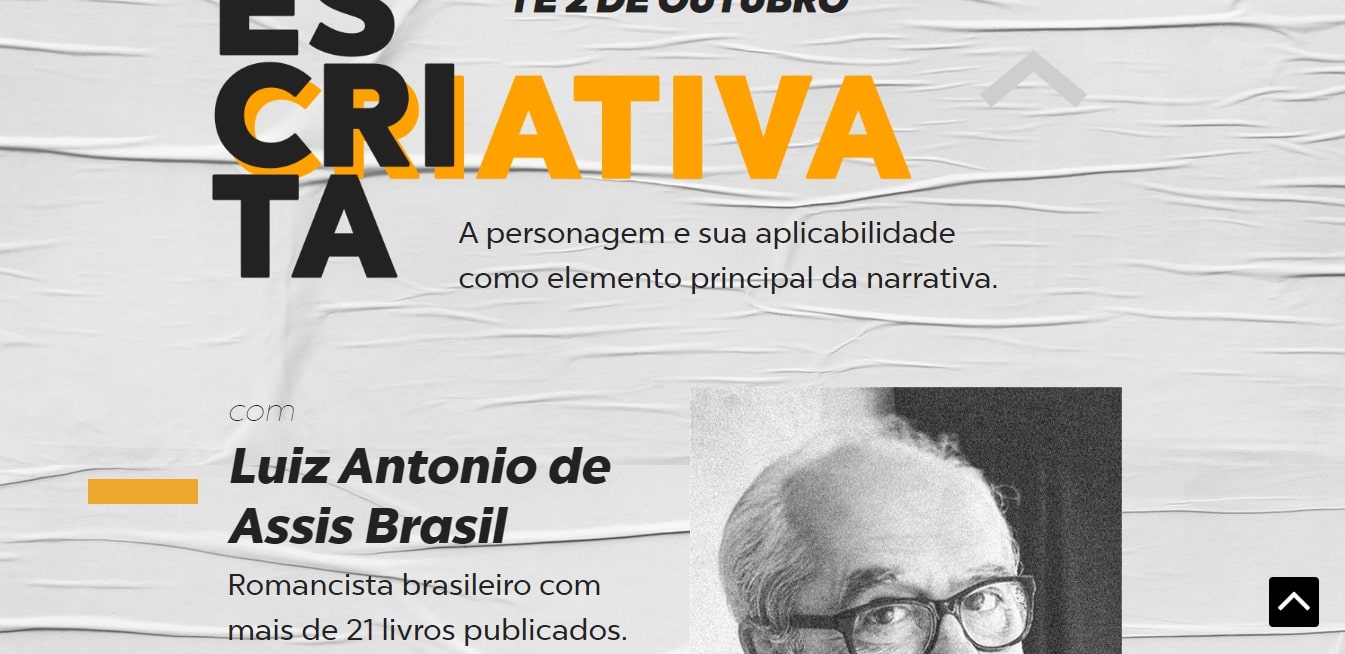 ES
TE 2 DE OUTUBRO
CRI
CRIATIVA
TA
A personagem e sua aplicabilidade
como elemento principal da narrativa.
com
Luiz Antonio de
Assis Brasil
Romancista brasileiro com
mais de 21 livros publicados.